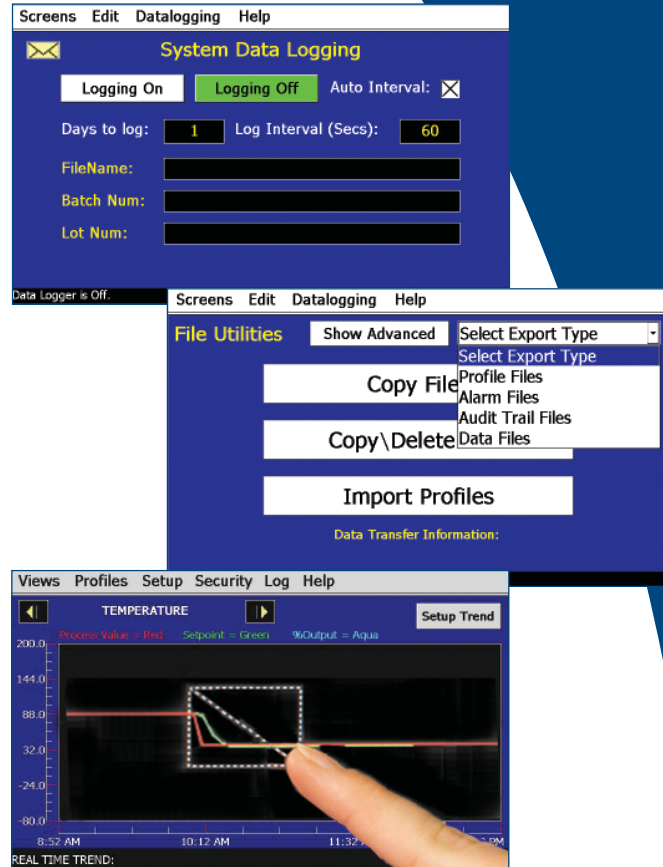 Screens Edit Datalogging Help
System Data Logging
Logging On Logging Off Auto Interval:
Days to log: 1 Log Interval (Secs): 60
FileName:
Batch Num:
Lot Num:
Data Logger is Off.
Screens Edit Datalogging Help
File Utilities Show Advanced Select Export Type
Select Export Type
Profile Files
Alarm Files
Audit Trail Files
Data Files
Copy File
Copy\Delete
Import Profiles
Data Transfer Information:
Views Profiles Setup Security Log Help
TEMPERATURE Setup Trend
Process Value = Red Setpoint = Green %Output = Aqua
200.0
144.0
88.0
32.0
-24.0
-80.0
8:52 AM 10:12 AM 11:32 PM
REAL TIME TREND: